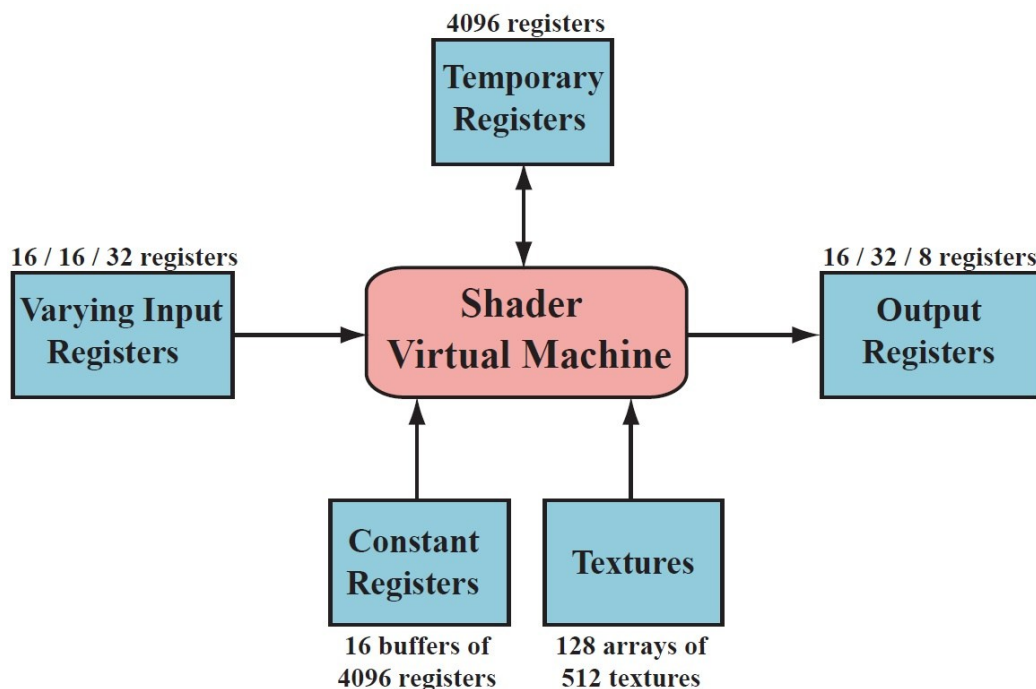 4096 registers
Temporary
Registers
16 / 16 / 32 registers
Varying Input
Registers
Shader
Virtual Machine
16 / 32 / 8 registers
Output
Registers
Constant
Registers
16 buffers of
4096 registers
Textures
128 arrays of
512 textures